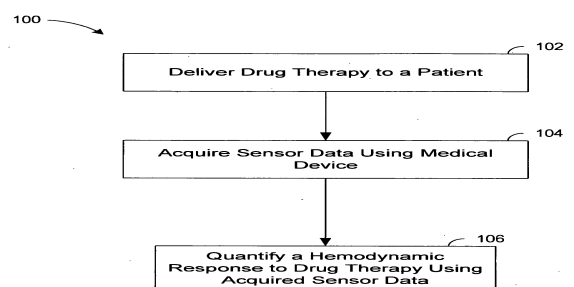 100
102
Deliver Drug Therapy to a Patient
104
Acquire Sensor Data Using Medical
Device
106
Quantify a Hemodynamic
Response to Drug Therapy Using
Acquired Sensor Data